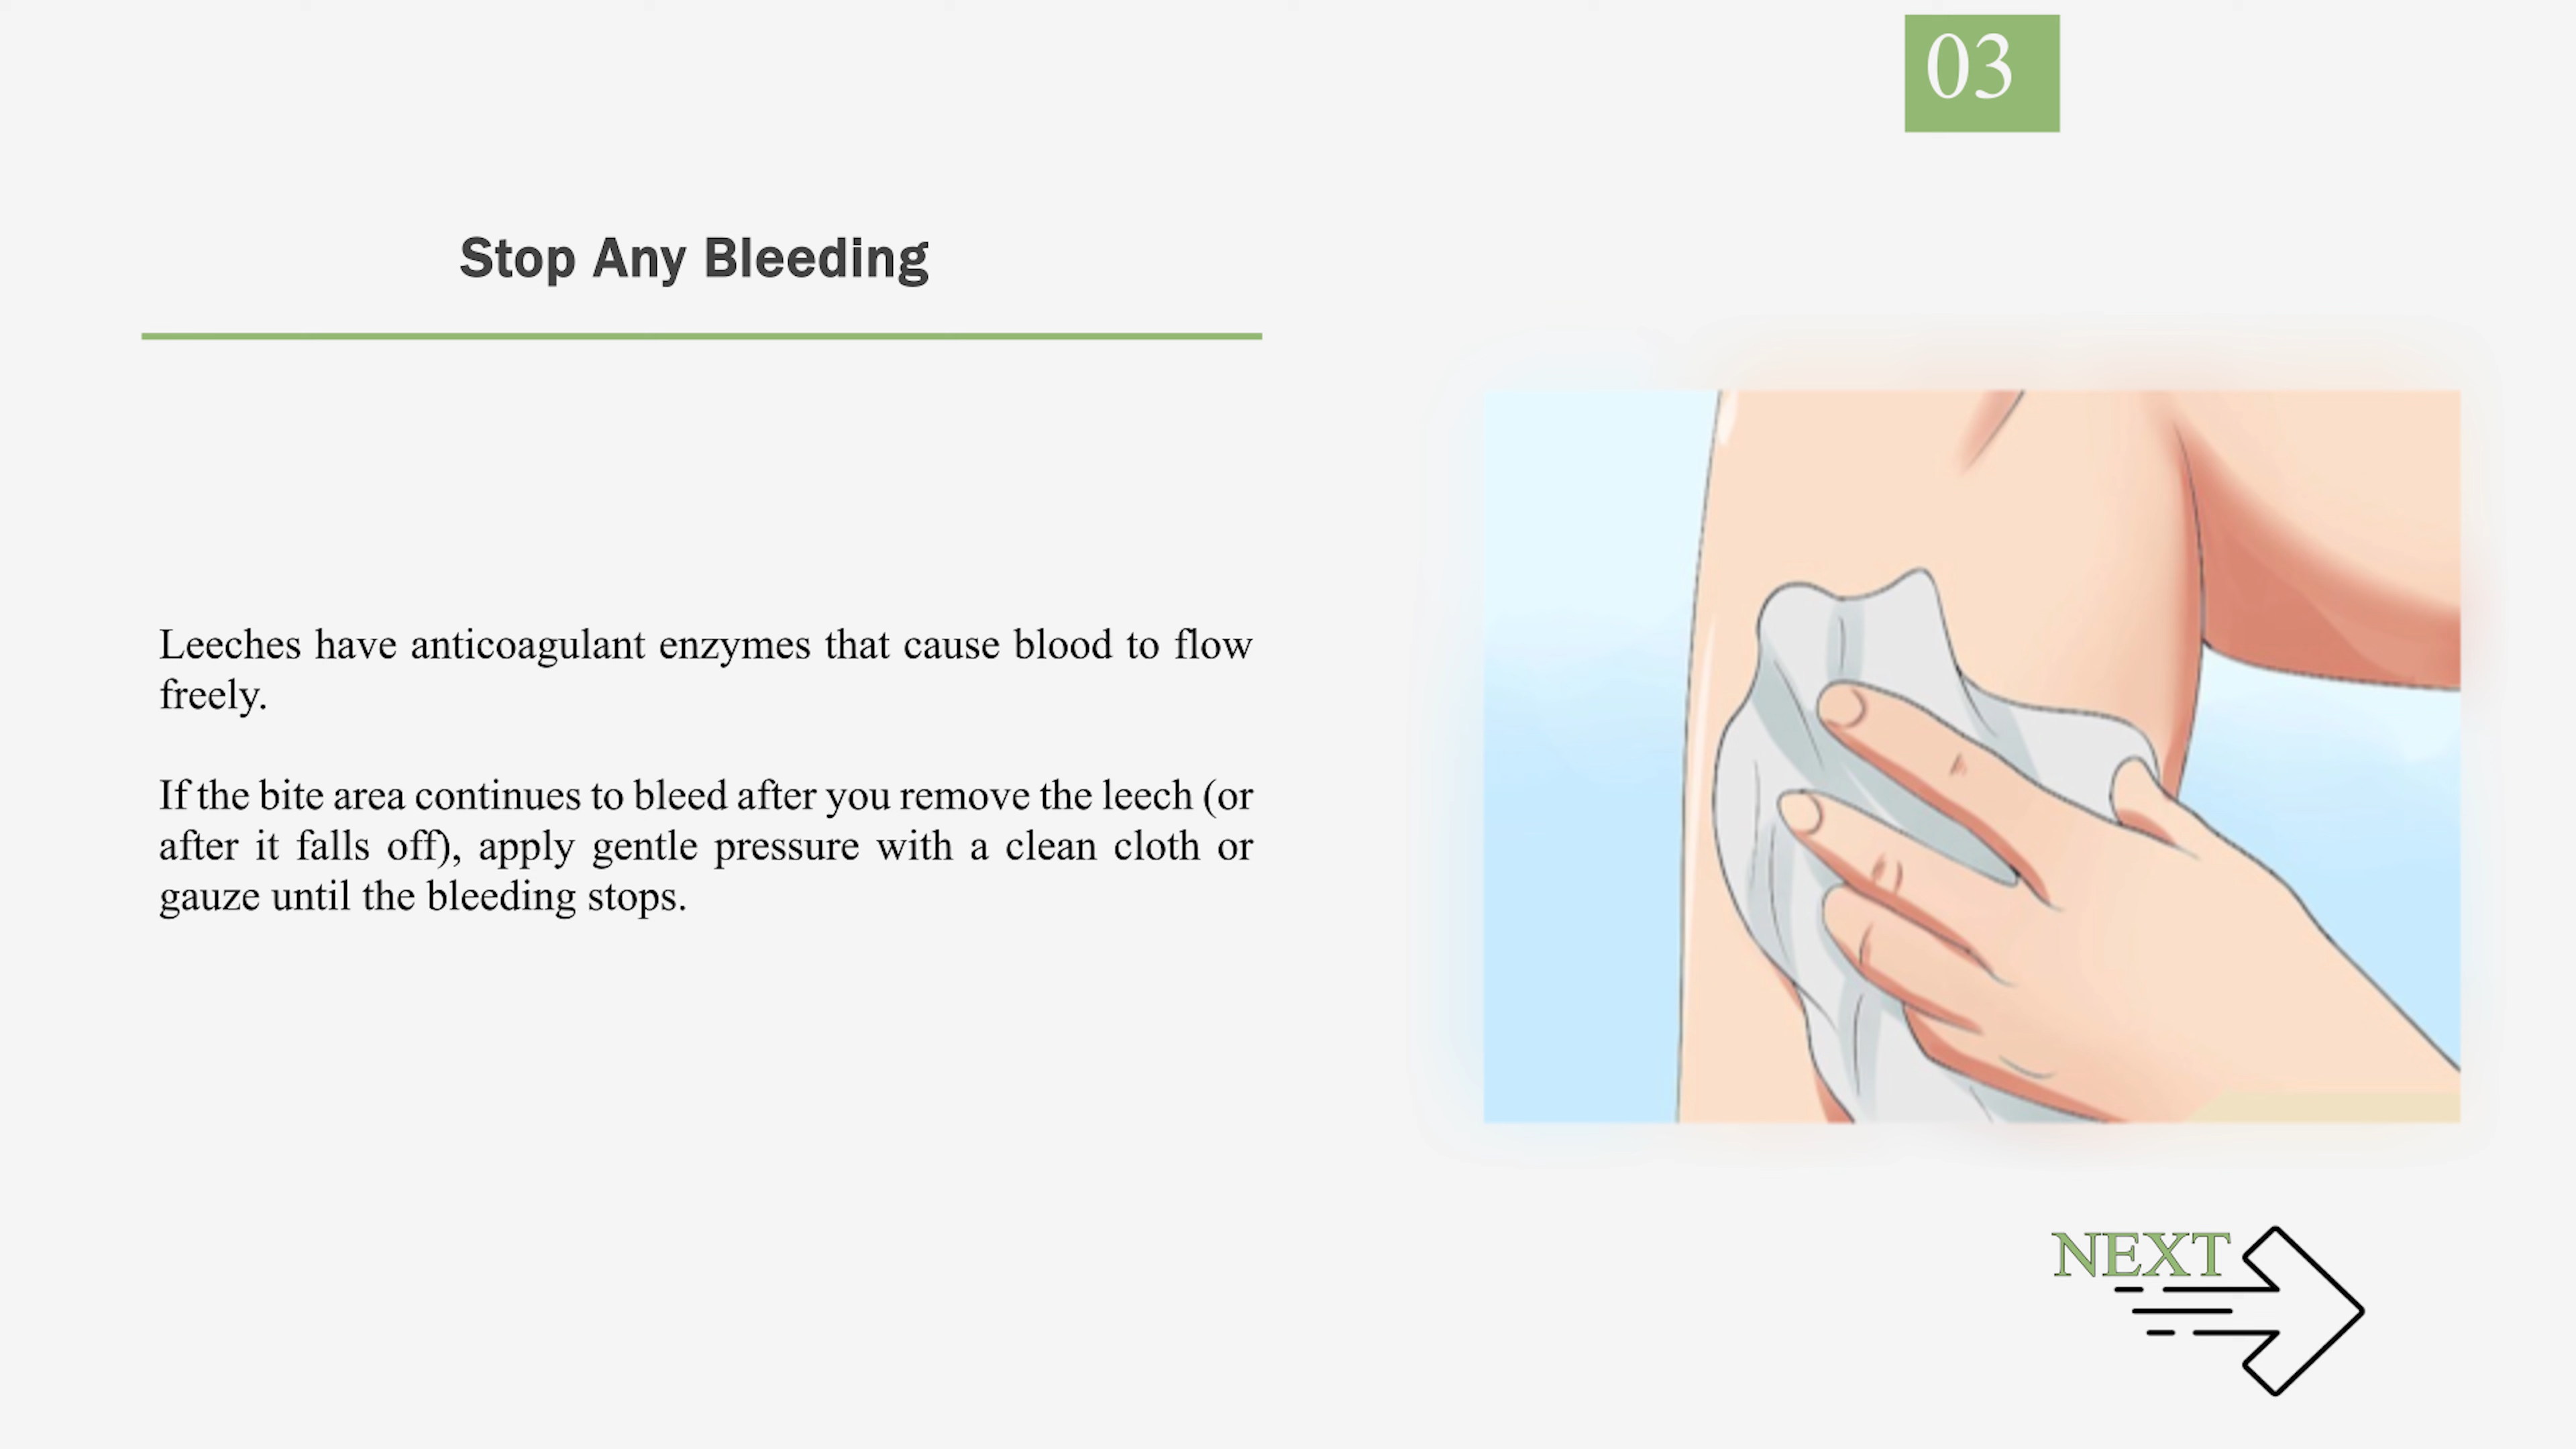 03
Stop Any Bleeding
Leeches have anticoagulant enzymes that cause blood to flow
freely.
If the bite area continues to bleed after you remove the leech (or
after it falls off), apply gentle pressure with a clean cloth or
gauze until the bleeding stops.
NEXT